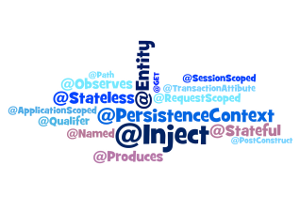 @Entity
@Path
@GET
@SessionScoped
@Observes
@TransactionAttibute
@Stateless
@RequestScoped
@ApplicationScoped
@PersistenceContext
@Qualifer
@Named
@Inject
@Stateful
@PostConstruct
@Produces